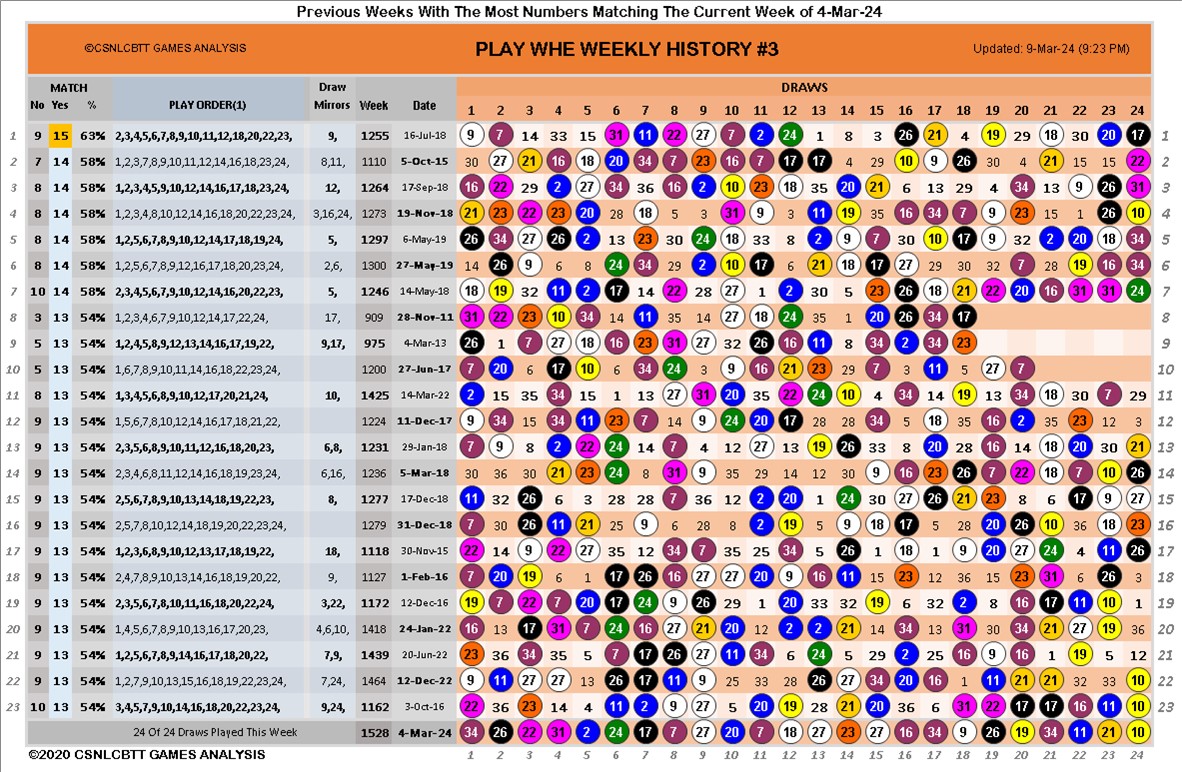 Previous Weeks With The Most Numbers Matching The Current Week of 4-Mar-24
©CSNLCBTT GAMES ANALYSIS PLAY WHE WEEKLY HISTORY #3 Updated: 9-Mar-24 (9:23 PM)
MATCH Draw DRAWS
No Yes % PLAY ORDER(1) Mirrors Week Date 1 2 3 4 5 6 7 8 9 10 11 12 13 14 15 16 17 18 19 20 21 22 23 24
1 9 15 63% 2,3,4,5,6,7,8,9,10,11,12,18,20,22,23, 9, 1255 16-Jul-18 9 7 14 33 15 31 11 22 27 7 2 24 1 8 3 26 21 4 19 29 18 30 20 17 1
2 7 14 58% 1,2,3,7,8,9,10,11,12,14,16,18,23,24, 8,11, 1110 5-Oct-15 30 27 21 16 18 20 34 7 23 16 7 17 17 4 29 10 9 26 30 4 21 15 15 22 2
3 8 14 58% 1,2,3,4,5,9,10,12,14,16,17,18,23,24, 12, 1264 17-Sep-18 16 22 29 2 27 34 36 16 2 10 23 18 35 20 21 6 13 29 4 34 13 9 26 31 3
4 8 14 58% 1,2,3,4,8,10,12,14,16,18,20,22,23,24, 3,16,24, 1273 19-Nov-18 21 23 22 23 20 28 18 5 3 31 9 3 11 19 35 16 34 7 9 23 15 1 26 10 4
5 8 14 58% 1,2,5,6,7,8,9,10,12,14,17,18,19,24, 5, 1297 6-May-19 26 34 27 26 2 13 23 30 24 18 33 8 2 9 7 30 10 17 9 32 2 20 18 34 5
6 8 14 58% 1,2,5,6,7,8,9,12,16,17,18,20,23,24, 2,6, 1300 27-May-19 14 26 9 6 8 24 34 29 2 10 17 6 21 18 17 27 29 30 32 7 28 19 16 34 6
7 10 14 58% 2,3,4,5,6,7,9,10,12,14,16,20,22,23, 5, 1246 14-May-18 18 19 32 11 2 17 14 22 28 27 1 2 30 5 23 26 18 21 22 20 16 31 31 24 7
8 3 13 54% 1,2,3,4,6,7,9,10,12,14,17,22,24, 17, 909 28-Nov-11 31 22 23 10 34 14 11 35 14 27 18 24 35 1 20 26 34 17 8
9 5 13 54% 1,2,4,5,8,9,12,13,14,16,17,19,22, 9,17, 975 4-Mar-13 26 1 7 27 18 16 23 31 27 32 26 16 11 8 34 2 34 23 9
10 5 13 54% 1,6,7,8,9,10,11,14,16,18,22,23,24, 1200 27-Jun-17 7 20 6 17 10 6 34 24 3 9 16 21 23 29 7 3 11 5 27 7 10
11 8 13 54% 1,3,4,5,6,8,9,10,12,17,20,21,24, 10, 1425 14-Mar-22 2 15 35 34 15 1 13 27 31 20 35 22 24 10 4 34 14 19 13 34 18 30 7 29 11
12 9 13 54% 1,5,6,7,8,10,12,14,16,17,18,21,22, 1224 11-Dec-17 9 34 15 34 11 23 7 14 9 24 20 17 28 28 34 5 18 35 16 2 35 23 12 3 12
13 9 13 54% 2,3,4,5,6,8,9,10,12,16,18,20,23, 6,8, 1231 29-Jan-18 7 9 8 2 22 24 14 7 4 12 27 13 19 26 33 8 20 28 16 14 18 20 30 21 13
14 9 13 54% 2,3,4,6,8,11,12,14,16,18,19,23,24, 6,16, 1236 5-Mar-18 30 36 30 21 23 24 8 31 9 35 29 14 12 30 9 16 23 26 7 22 18 7 10 26 14
15 9 13 54% 2,5,6,7,8,9,10,13,14,18,19,22,23, 8, 1277 17-Dec-18 11 32 26 6 3 28 28 7 36 12 2 20 1 24 30 27 26 21 23 8 6 17 9 27 15
16 9 13 54% 2,5,7,8,10,12,14,18,19,20,22,23,24, 1279 31-Dec-18 7 30 26 11 21 25 9 6 28 8 2 19 5 9 18 17 5 28 20 26 10 36 18 23 16
17 9 13 54% 1,2,3,6,8,9,10,12,13,17,18,19,22, 18, 1118 30-Nov-15 22 14 9 22 27 35 12 34 7 35 25 34 5 26 1 18 1 9 20 27 24 4 11 26 17
18 9 13 54% 2,4,7,8,9,10,13,14,16,18,19,20,22, 9, 1127 1-Feb-16 7 20 19 6 1 17 26 16 27 27 20 9 16 11 15 23 12 36 15 23 31 6 26 3 18
19 9 13 54% 2,3,5,6,7,8,10,11,16,18,20,22,24, 3,22, 1172 12-Dec-16 19 7 22 7 20 17 24 9 26 29 1 20 33 32 19 6 32 2 8 16 17 11 10 1 19
20 9 13 54% 1,4,5,6,7,8,9,10,13,16,17,20,22, 4,6,10, 1418 24-Jan-22 16 13 17 31 7 24 16 27 21 20 12 2 2 21 14 34 13 31 30 34 21 27 19 36 20
21 9 13 54% 1,2,5,6,7,8,9,14,16,17,18,20,22, 7,9, 1439 20-Jun-22 23 36 34 35 5 7 17 26 27 11 34 6 24 5 29 2 25 16 9 16 1 19 5 12 21
22 9 13 54% 1,2,7,9,10,13,15,16,18,19,22,23,24, 7,24, 1464 12-Dec-22 9 11 27 27 13 26 17 11 9 25 33 28 26 27 34 20 16 1 11 21 21 32 33 10 22
23 10 13 54% 3,4,5,7,9,10,14,16,18,20,22,23,24, 9,24, 1162 3-Oct-16 22 36 23 14 4 11 2 9 27 5 20 19 28 21 20 36 6 31 22 17 17 16 11 10 23
24 Of 24 Draws Played This Week 1528 4-Mar-24 34 26 22 31 2 24 17 7 27 16 7 18 27 23 27 16 34 9 26 19 34 11 21 10
©2020 CSNLCBTT GAMES ANALYSIS 1 2 3 4 5 6 7 8 9 10 11 12 13 14 15 16 17 18 19 20 21 22 23 24